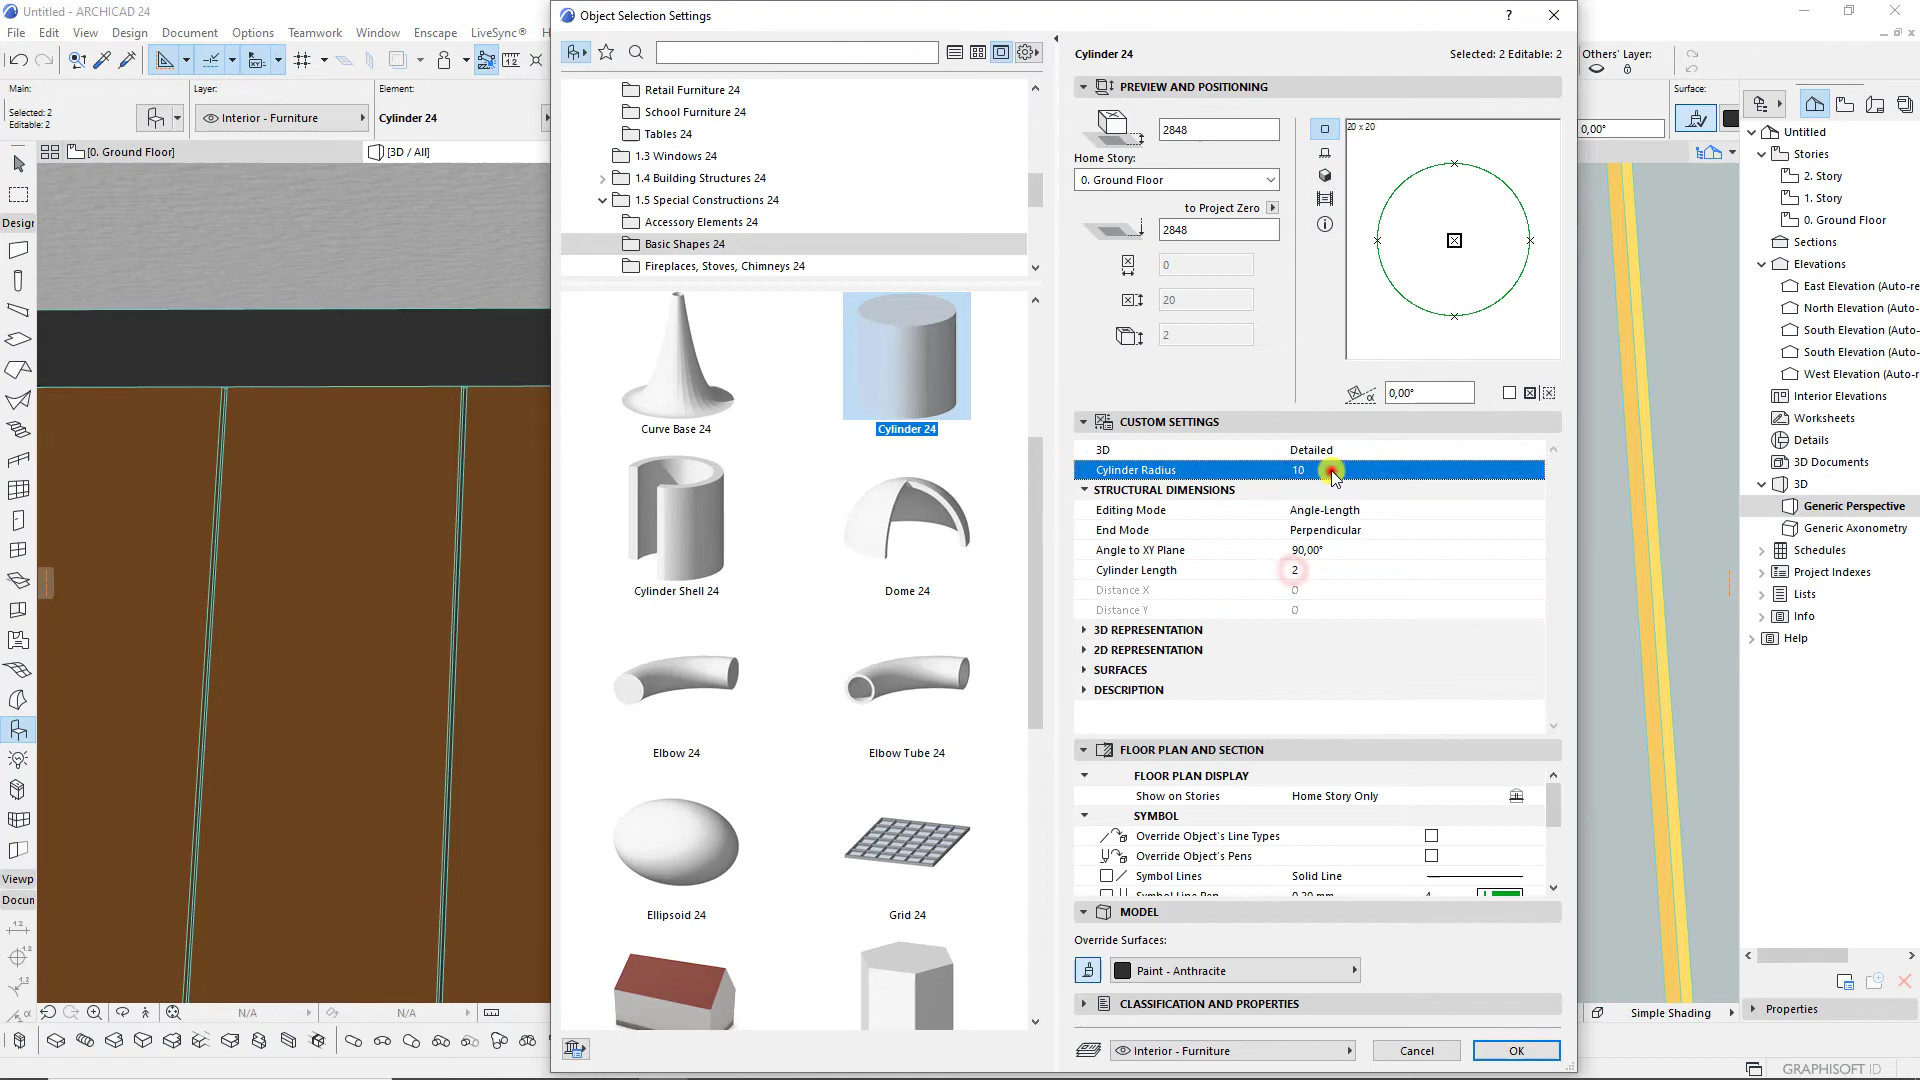 Untitled - ARCHICAD 24
File Edit View Design Document Options Teamwork Window Enscape LiveSync®
Main:
Selected: 2
Editable: 2
Layer:
Interior - Furniture
Element:
Cylinder 24
[0. Ground Floor]
[3D / All]
Design
Viewp
Docum
1.2
N/A
N/A
Object Selection Settings
?
Retail Furniture 24
School Furniture 24
Tables 24
1.3 Windows 24
1.4 Building Structures 24
1.5 Special Constructions 24
Accessory Elements 24
Basic Shapes 24
Fireplaces, Stoves, Chimneys 24
Curve Base 24
Cylinder 24
Cylinder Shell 24
Dome 24
Elbow 24
Elbow Tube 24
Ellipsoid 24
Grid 24
Cylinder 24
Selected: 2 Editable: 2
PREVIEW AND POSITIONING
2848
Home Story:
0. Ground Floor
to Project Zero
2848
0
20
2
20 x 20
0,00°
CUSTOM SETTINGS
3D Detailed
Cylinder Radius 10
STRUCTURAL DIMENSIONS
Editing Mode Angle-Length
End Mode Perpendicular
Angle to XY Plane 90,00°
Cylinder Length 2
Distance X 0
Distance Y 0
3D REPRESENTATION
2D REPRESENTATION
SURFACES
DESCRIPTION
FLOOR PLAN AND SECTION
FLOOR PLAN DISPLAY
Show on Stories Home Story Only
SYMBOL
Override Object's Line Types
Override Object's Pens
Symbol Lines Solid Line
Symbol Line Pen 0.20 mm 4
MODEL
Override Surfaces:
Paint - Anthracite
CLASSIFICATION AND PROPERTIES
Interior - Furniture
Cancel
OK
Others' Layer:
Surface:
0,00°
Untitled
Stories
2. Story
1. Story
0. Ground Floor
Sections
Elevations
East Elevation (Auto-re
North Elevation (Auto-
South Elevation (Auto-
South Elevation (Auto-
West Elevation (Auto-r
Interior Elevations
Worksheets
Details
3D Documents
3D
Generic Perspective
Generic Axonometry
Schedules
Project Indexes
Lists
Info
Help
Properties
Simple Shading
GRAPHISOFT ID